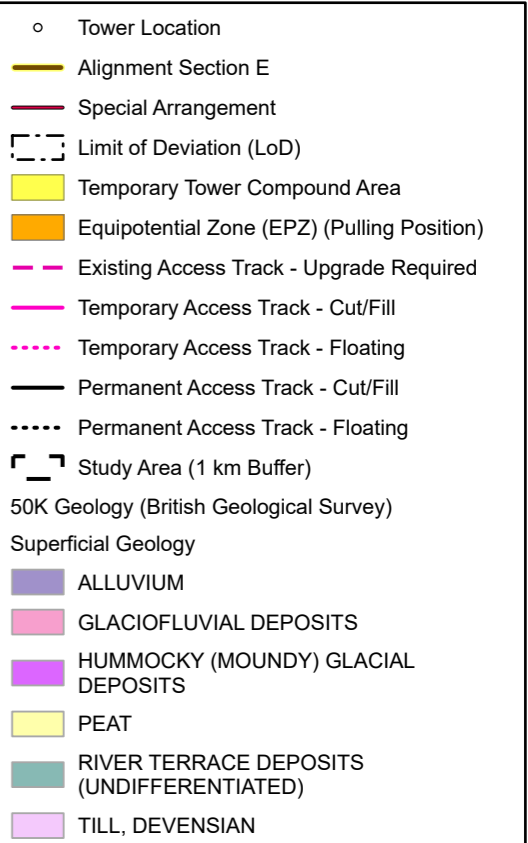 Tower Location
Alignment Section E
Special Arrangement
Limit of Deviation (LoD)
Temporary Tower Compound Area
Equipotential Zone (EPZ) (Pulling Position)
Existing Access Track - Upgrade Required
Temporary Access Track - Cut/Fill
Temporary Access Track - Floating
Permanent Access Track - Cut/Fill
Permanent Access Track - Floating
Study Area (1 km Buffer)
50K Geology (British Geological Survey)
Superficial Geology
ALLUVIUM
GLACIOFLUVIAL DEPOSITS
HUMMOCKY (MOUNDY) GLACIAL
DEPOSITS
PEAT
RIVER TERRACE DEPOSITS
(UNDIFFERENTIATED)
TILL, DEVENSIAN